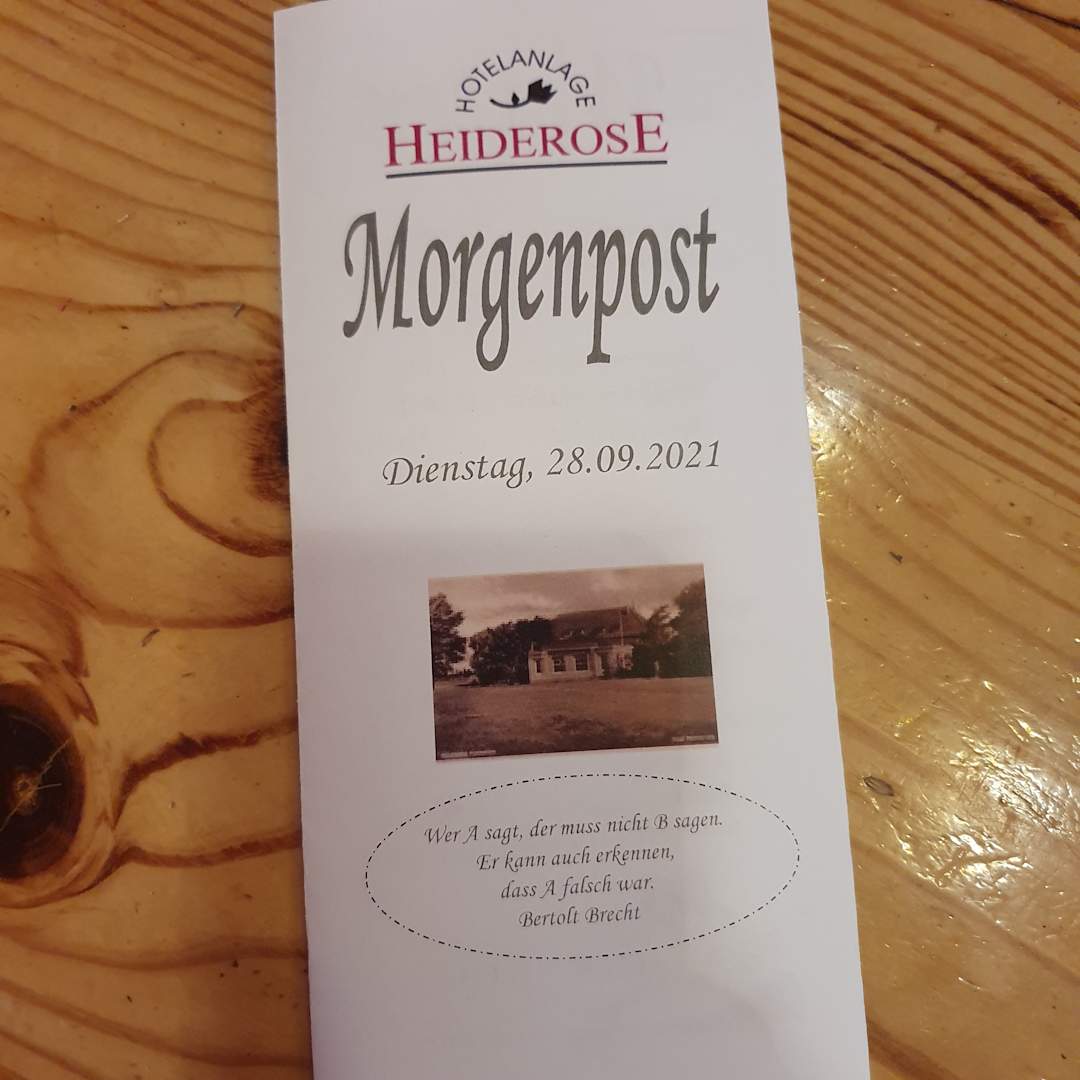 HOTELANLAGE
HEIDEROSE
Morgenpost
Dienstag, 28.09.2021
Wer A sagt, der muss nicht B sagen.
Er kann auch erkennen,
dass A falsch war.
Bertolt Brecht